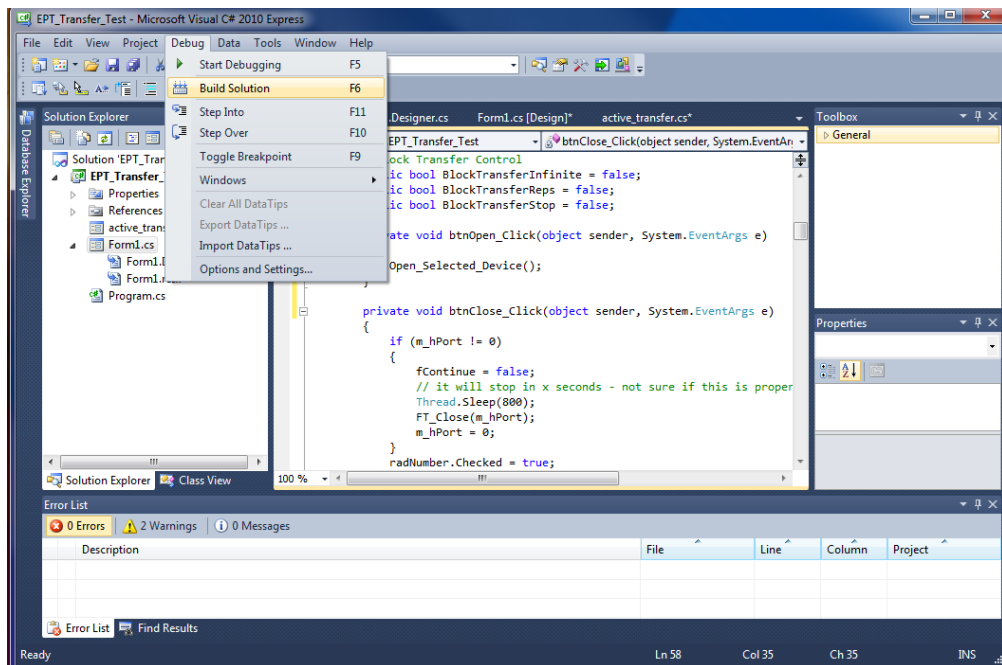 EPT_Transfer_Test - Microsoft Visual C# 2010 Express
File Edit View Project Debug Data Tools Window Help
Start Debugging F5
Build Solution F6
Step Into F11
Step Over F10
Toggle Breakpoint F9
Windows
Clear All DataTips
Export DataTips ...
Import DataTips ...
Options and Settings...
Database Explorer
Solution Explorer
Solution 'EPT_Tran
EPT_Transfer_
Properties
References
active_trans
Form1.cs
Form1.
Form1.r
Program.cs
Solution Explorer Class View
.Designer.cs Form1.cs [Design]* active_transfer.cs*
EPT_Transfer_Test btnClose_Click(object sender, System.EventArg
ock Transfer Control
ic bool BlockTransferInfinite = false;
ic bool BlockTransferReps = false;
ic bool BlockTransferStop = false;
ate void btnOpen_Click(object sender, System.EventArgs e)
Open_Selected_Device();
}
private void btnClose_Click(object sender, System.EventArgs e)
{
if (m_hPort != 0)
{
fContinue = false;
// it will stop in x seconds - not sure if this is proper
Thread.Sleep(800);
FT_Close(m_hPort);
m_hPort = 0;
}
radNumber.Checked = true;
100 %
Toolbox
General
Properties
Error List
0 Errors 2 Warnings 0 Messages
Description File Line Column Project
Error List Find Results
Ready Ln 58 Col 35 Ch 35 INS